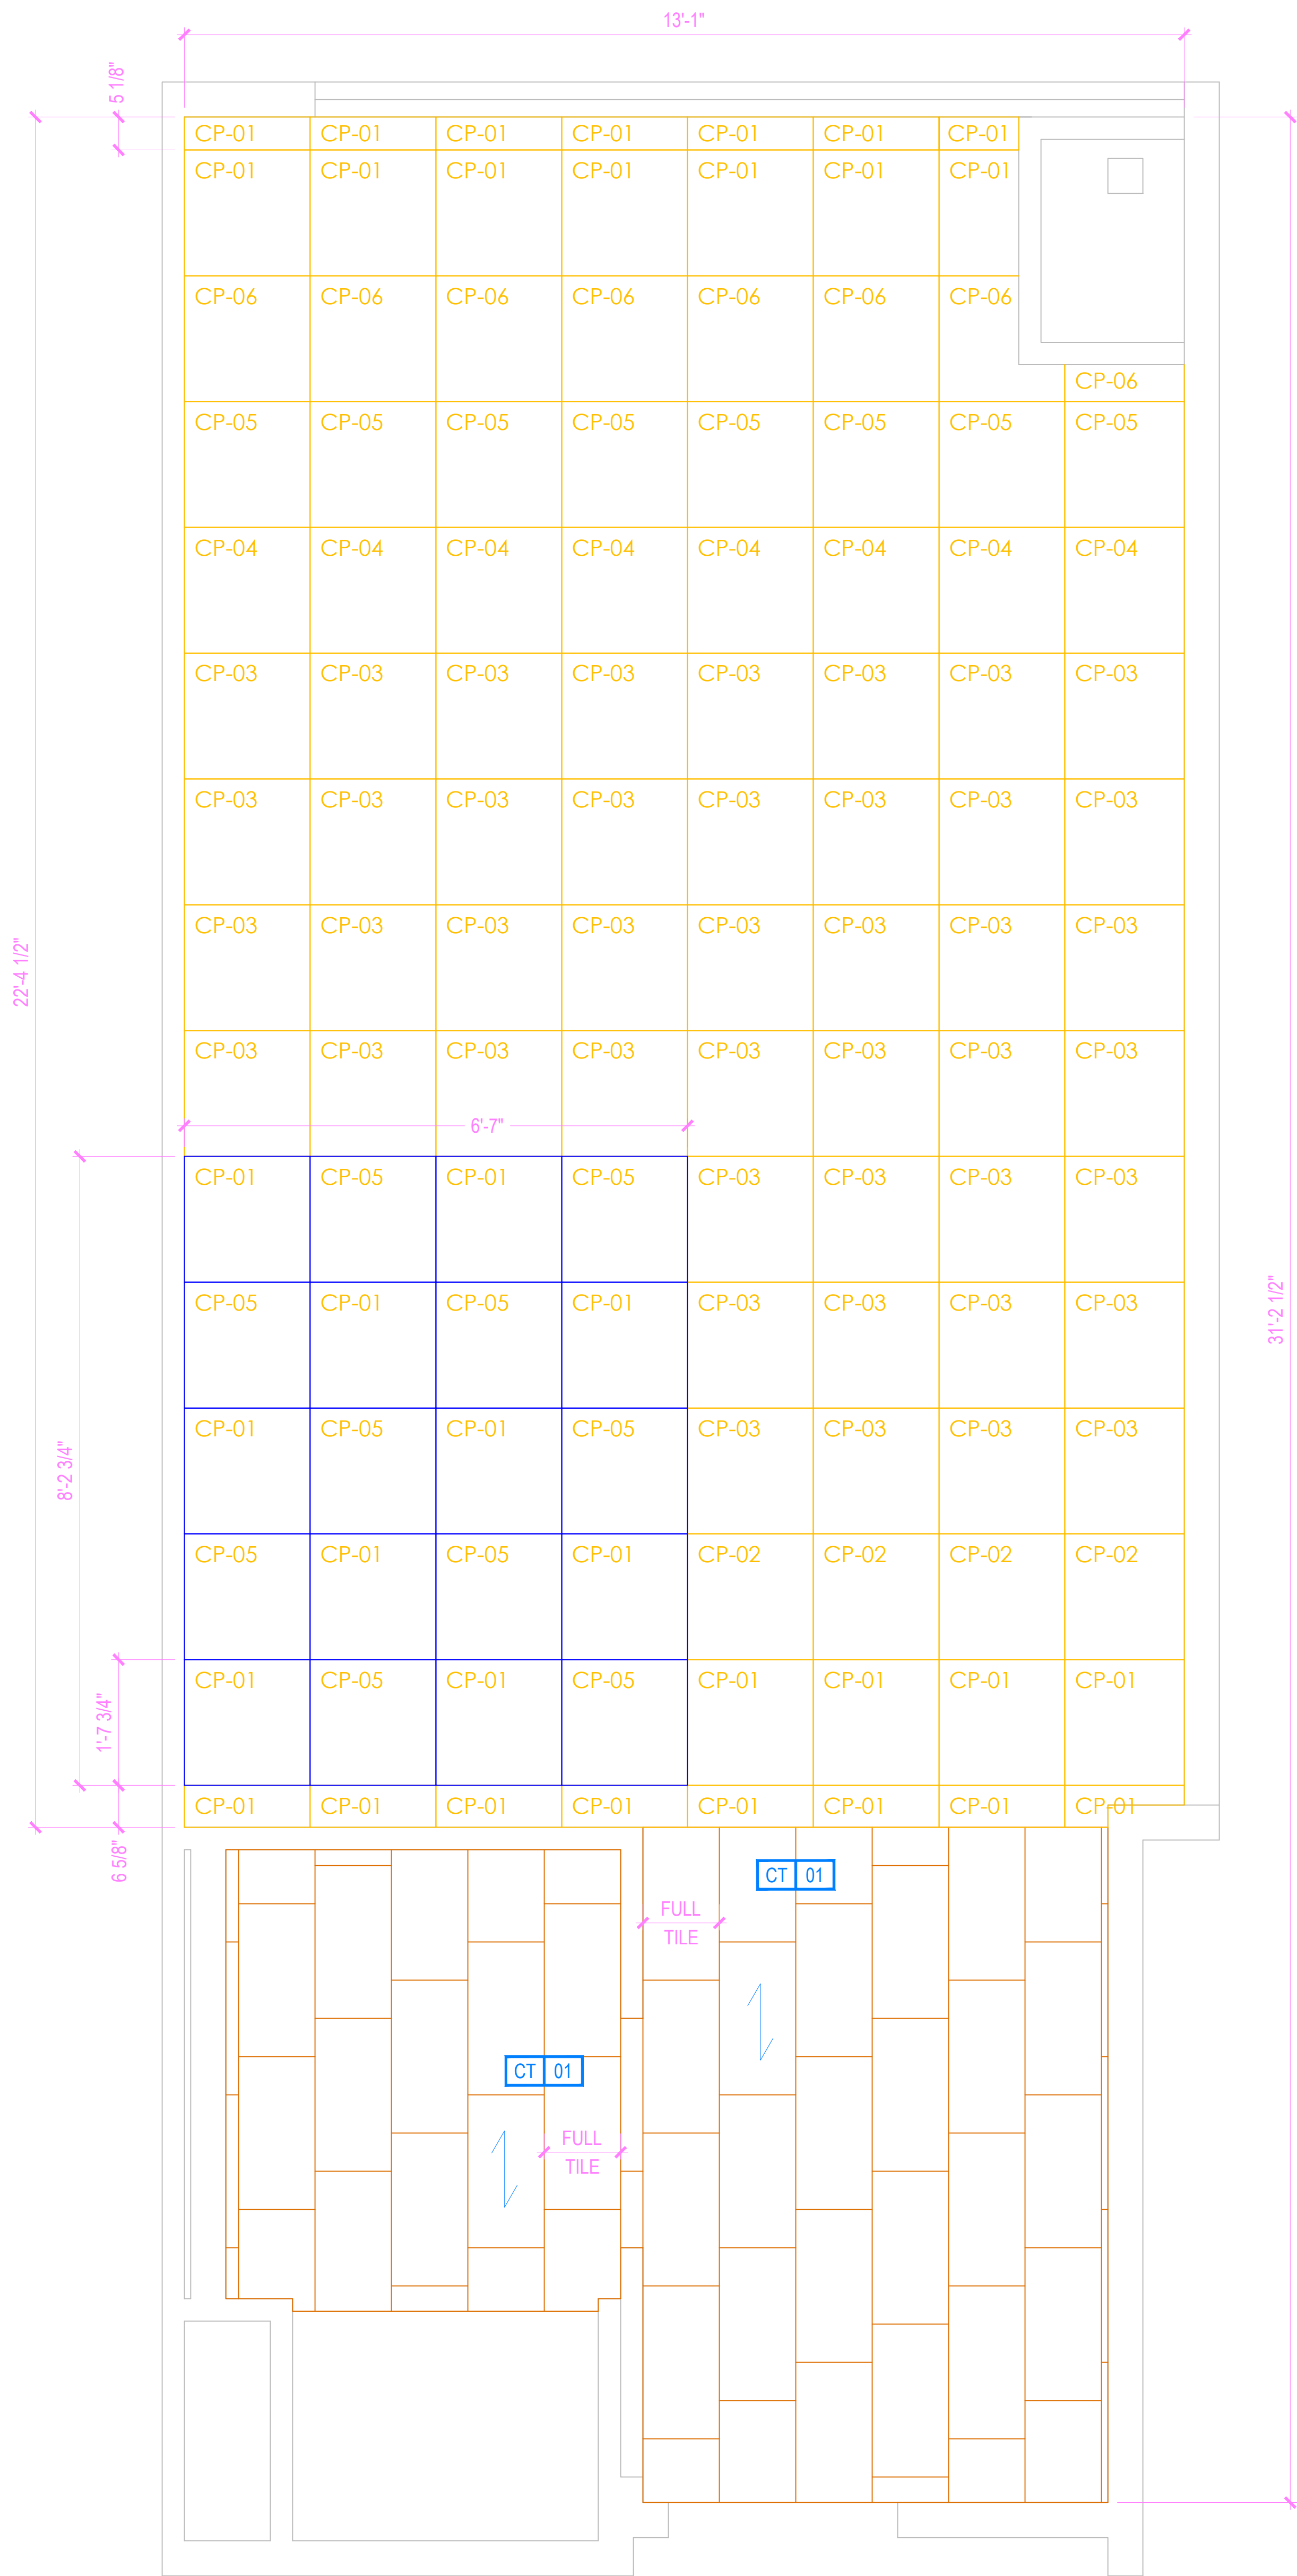 13'-1"
5 1/8"
CP-01 CP-01 CP-01 CP-01 CP-01 CP-01 CP-01
CP-01 CP-01 CP-01 CP-01 CP-01 CP-01 CP-01
CP-06 CP-06 CP-06 CP-06 CP-06 CP-06 CP-06
CP-06
CP-05 CP-05 CP-05 CP-05 CP-05 CP-05 CP-05 CP-05
CP-04 CP-04 CP-04 CP-04 CP-04 CP-04 CP-04 CP-04
CP-03 CP-03 CP-03 CP-03 CP-03 CP-03 CP-03 CP-03
CP-03 CP-03 CP-03 CP-03 CP-03 CP-03 CP-03 CP-03
CP-03 CP-03 CP-03 CP-03 CP-03 CP-03 CP-03 CP-03
22'-4 1/2"
CP-03 CP-03 CP-03 CP-03 CP-03 CP-03 CP-03 CP-03
6'-7"
CP-01 CP-05 CP-01 CP-05 CP-03 CP-03 CP-03 CP-03
CP-05 CP-01 CP-05 CP-01 CP-03 CP-03 CP-03 CP-03
31'-2 1/2"
CP-01 CP-05 CP-01 CP-05 CP-03 CP-03 CP-03 CP-03
8'-2 3/4"
CP-05 CP-01 CP-05 CP-01 CP-02 CP-02 CP-02 CP-02
CP-01 CP-05 CP-01 CP-05 CP-01 CP-01 CP-01 CP-01
1'-7 3/4"
CP-01 CP-01 CP-01 CP-01 CP-01 CP-01 CP-01 CP-01
6 5/8"
CT 01
FULL
TILE
CT 01
FULL
TILE